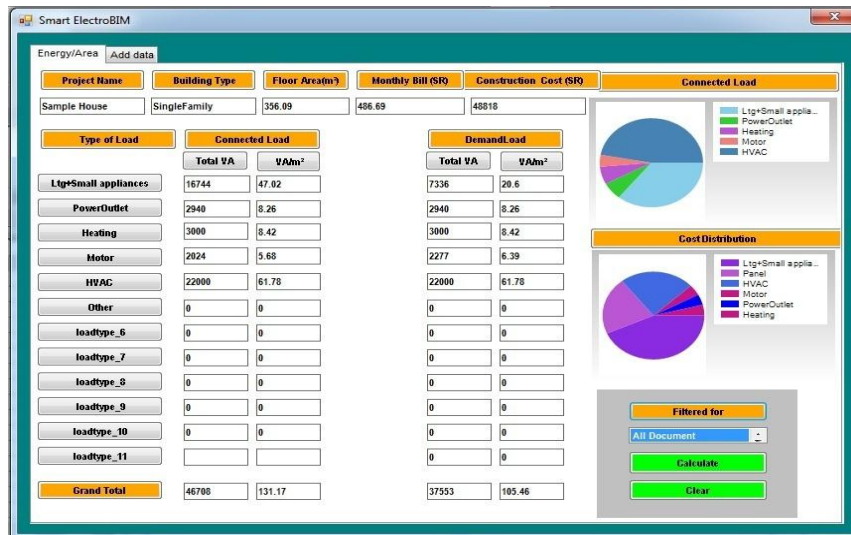 Smart ElectroBIM
Energy/Area Add data
Project Name Building Type Floor Area(m²) Monthly Bill (SR) Construction Cost (SR) Connected Load
Sample House SingleFamily 356.09 486.69 48818
Ltg+Small applia...
PowerOutlet
Heating
Motor
HVAC
Type of Load Connected Load DemandLoad
Total VA VA/m² Total VA VA/m²
Ltg+Small appliances 16744 47.02 7336 20.6
PowerOutlet 2940 8.26 2940 8.26
Heating 3000 8.42 3000 8.42
Cost Distribution
Motor 2024 5.68 2277 6.39
Ltg+Small applia...
Panel
HVAC
Motor
PowerOutlet
Heating
HVAC 22000 61.78 22000 61.78
Other 0 0 0 0
loadtype_6 0 0 0 0
loadtype_7 0 0 0 0
loadtype_8 0 0 0 0
loadtype_9 0 0 0 0
Filtered for
loadtype_10 0 0 0 0
All Document
loadtype_11 0 0
Calculate
Grand Total 46708 131.17 37553 105.46
Clear